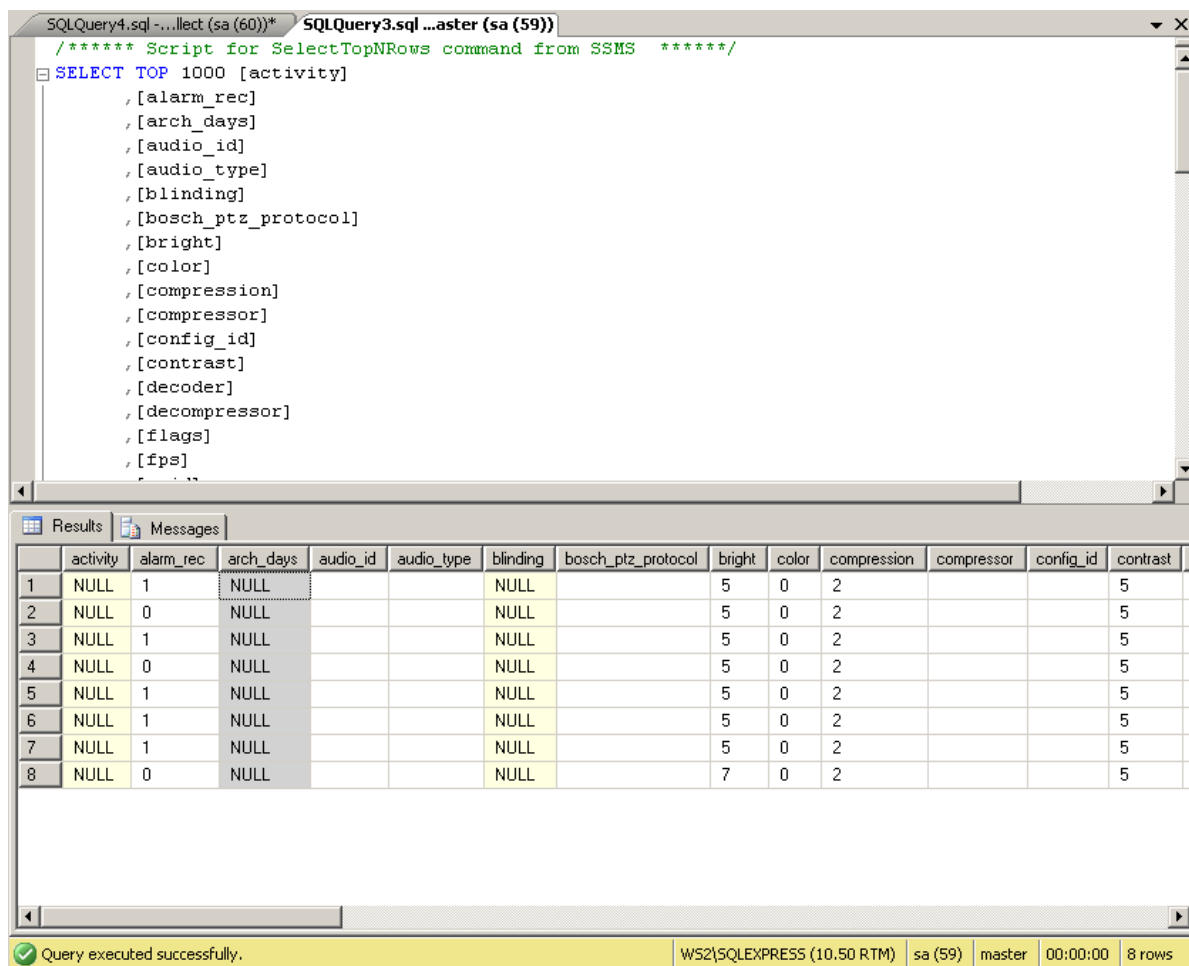 SQLQuery4.sql -...llect (sa (60))* SQLQuery3.sql ...aster (sa (59))
/****** Script for SelectTopNRows command from SSMS ******/
SELECT TOP 1000 [activity]
,[alarm_rec]
,[arch_days]
,[audio_id]
,[audio_type]
,[blinding]
,[bosch_ptz_protocol]
,[bright]
,[color]
,[compression]
,[compressor]
,[config_id]
,[contrast]
,[decoder]
,[decompressor]
,[flags]
,[fps]
Results Messages
activity alarm_rec arch_days audio_id audio_type blinding bosch_ptz_protocol bright color compression compressor config_id contrast
1 NULL 1 NULL NULL 5 0 2 5
2 NULL 0 NULL NULL 5 0 2 5
3 NULL 1 NULL NULL 5 0 2 5
4 NULL 0 NULL NULL 5 0 2 5
5 NULL 1 NULL NULL 5 0 2 5
6 NULL 1 NULL NULL 5 0 2 5
7 NULL 1 NULL NULL 5 0 2 5
8 NULL 0 NULL NULL 7 0 2 5
Query executed successfully. WS2\SQLEXPRESS (10.50 RTM) sa (59) master 00:00:00 8 rows